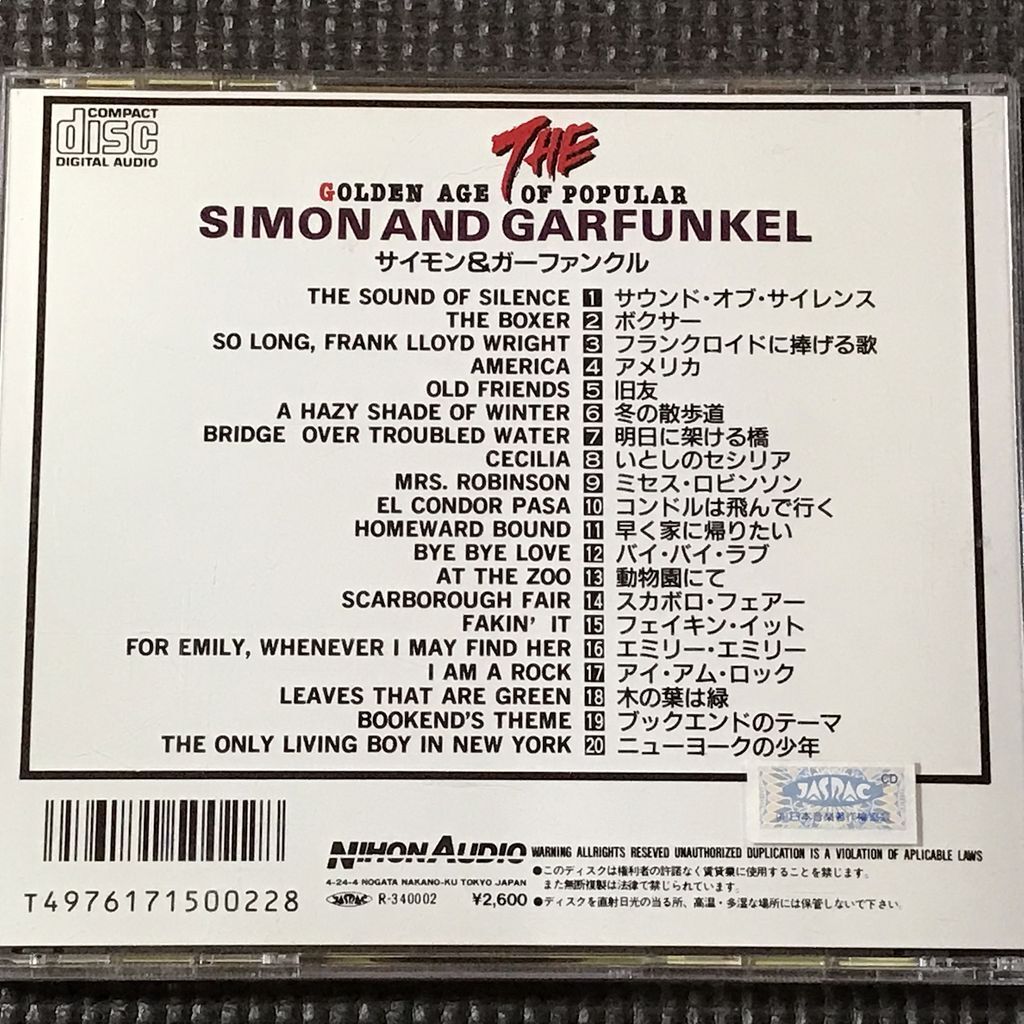 COMPACT
disc
DIGITAL AUDIO
THE
GOLDEN AGE OF POPULAR
SIMON AND GARFUNKEL
サイモン&ガーファンクル
THE SOUND OF SILENCE 1 サウンド・オブ・サイレンス
THE BOXER 2 ボクサー
SO LONG, FRANK LLOYD WRIGHT 3 フランクロイドに捧げる歌
AMERICA 4 アメリカ
OLD FRIENDS 5 旧友
A HAZY SHADE OF WINTER 6 冬の散歩道
BRIDGE OVER TROUBLED WATER 7 明日に架ける橋
CECILIA 8 いとしのセシリア
MRS. ROBINSON 9 ミセス・ロビンソン
EL CONDOR PASA 10 コンドルは飛んで行く
HOMEWARD BOUND 11 早く家に帰りたい
BYE BYE LOVE 12 バイ・バイ・ラブ
AT THE ZOO 13 動物園にて
SCARBOROUGH FAIR 14 スカボロ・フェアー
FAKIN' IT 15 フェイキン・イット
FOR EMILY, WHENEVER I MAY FIND HER 16 エミリー・エミリー
I AM A ROCK 17 アイ・アム・ロック
LEAVES THAT ARE GREEN 18 木の葉は緑
BOOKEND'S THEME 19 ブックエンドのテーマ
THE ONLY LIVING BOY IN NEW YORK 20 ニューヨークの少年
CD
JASRAC
日本音楽著作権協会
T4976171500228
NIHON AUDIO
4-24-4 NOGATA NAKANO-KU TOKYO JAPAN
JASRAC R-340002 ¥2,600
WARNING ALLRIGHTS RESEVED UNAUTHORIZED DUPLICATION IS A VIOLATION OF APLICABLE LAWS
●このディスクは権利者の許諾なく賃貸業に使用することを禁じます。
また無断複製は法律で禁じられています。
●ディスクを直射日光の当る所、高温・多湿な場所には保管しないで下さい。